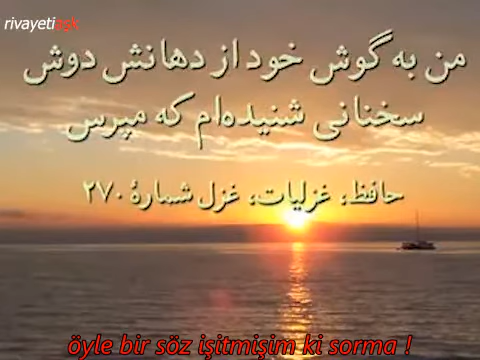 rivayetiaşk
من به گوش خود از دهانش دوش
سخنانی شنیده‌ام که مپرس
حافظ، غزلیات، غزل شمارهٔ ۲۷۰
öyle bir söz işitmişim ki sorma !